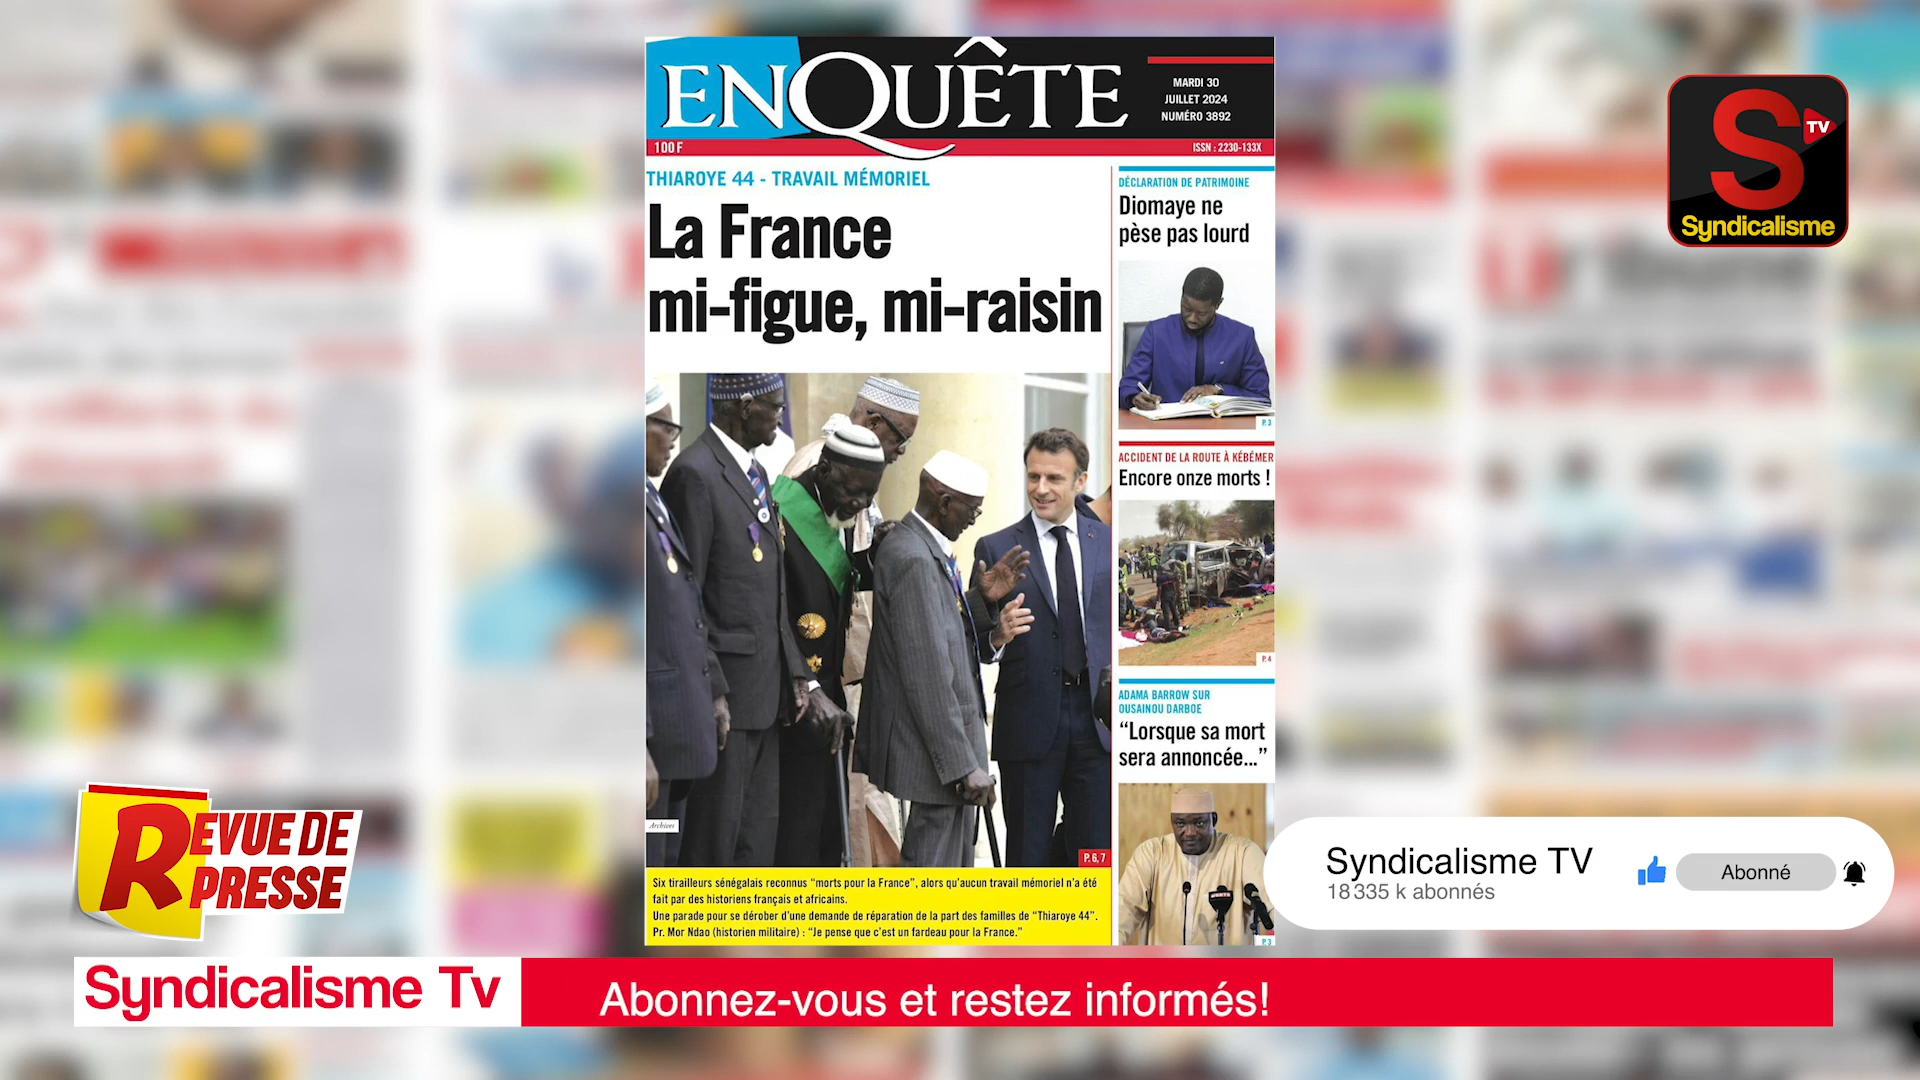 ENQUÊTE
MARDI 30
JUILLET 2024
NUMÉRO 3892
100 F
ISSN : 2230-133X
THIAROYE 44 - TRAVAIL MÉMORIEL
La France
mi-figue, mi-raisin
Archives
P. 6, 7
Six tirailleurs sénégalais reconnus “morts pour la France”, alors qu’aucun travail mémoriel n’a été
fait par des historiens français et africains.
Une parade pour se dérober d’une demande de réparation de la part des familles de “Thiaroye 44”.
Pr. Mor Ndao (historien militaire) : “Je pense que c’est un fardeau pour la France.”
DÉCLARATION DE PATRIMOINE
Diomaye ne
pèse pas lourd
P. 3
ACCIDENT DE LA ROUTE À KÉBÉMER
Encore onze morts !
P. 4
ADAMA BARROW SUR
OUSAINOU DARBOE
“Lorsque sa mort
sera annoncée...”
P. 3
S TV
Syndicalisme
REVUE DE
PRESSE
Syndicalisme TV
18 335 k abonnés
Abonné
Syndicalisme Tv
Abonnez-vous et restez informés!